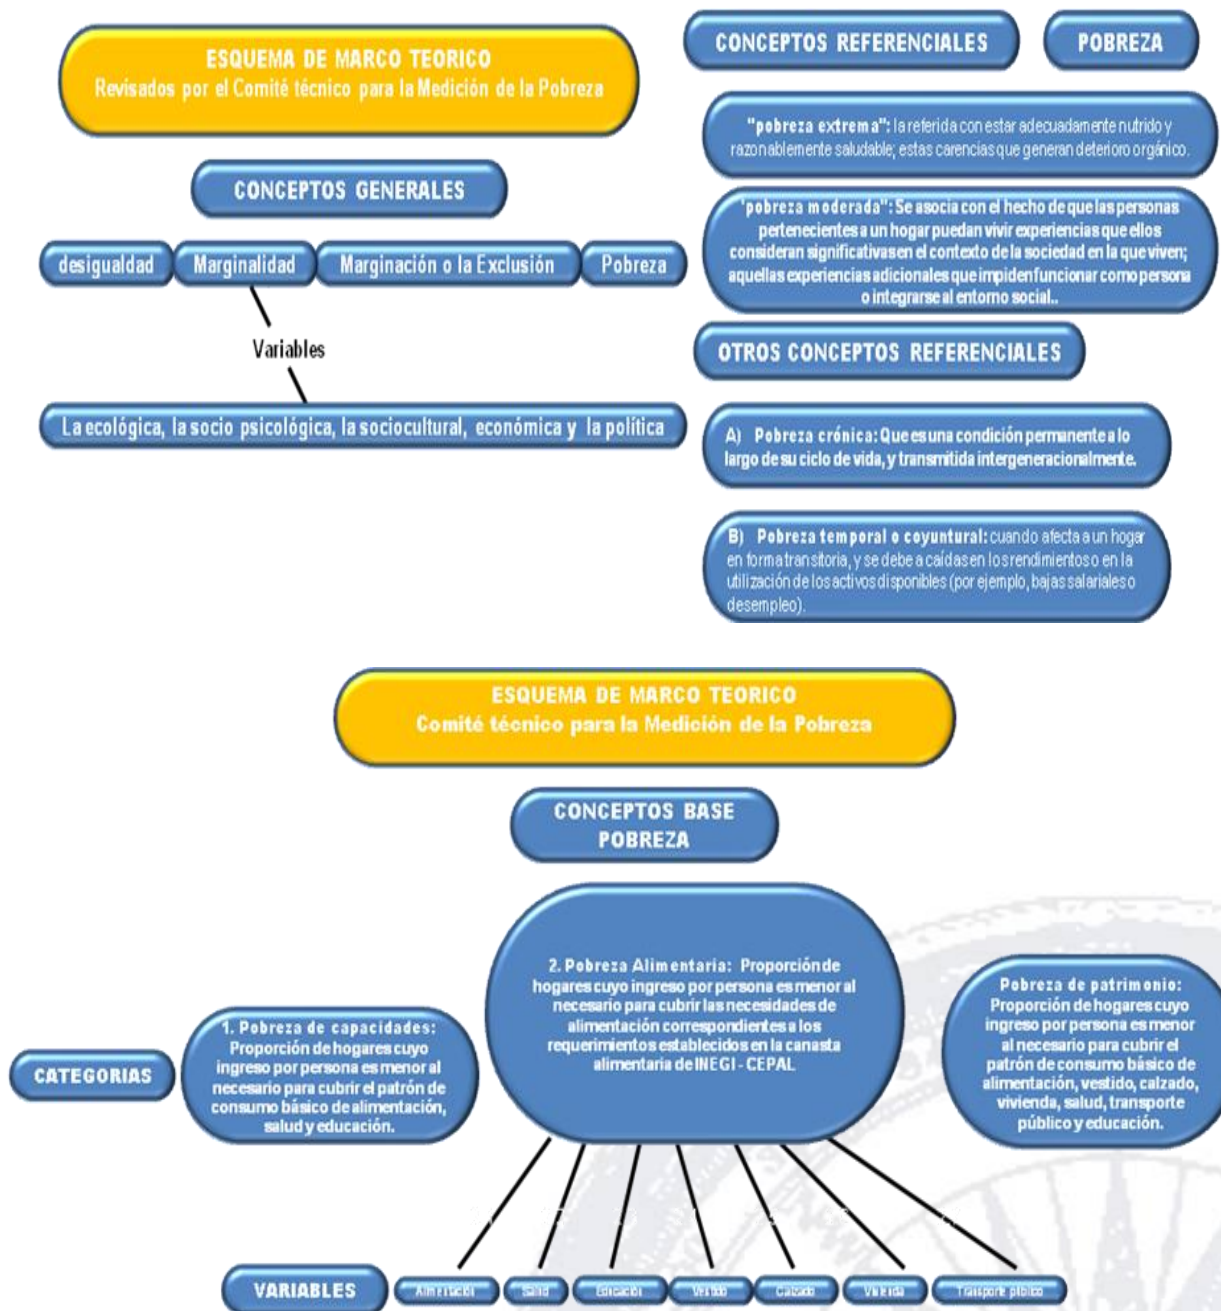 ESQUEMA DE MARCO TEORICO
Revisados por el Comité técnico para la Medición de la Pobreza
CONCEPTOS GENERALES
desigualdad
Marginalidad
Marginación o la Exclusión
Pobreza
Variables
La ecológica, la socio psicológica, la sociocultural, económica y la política
CONCEPTOS REFERENCIALES
POBREZA
"pobreza extrema": la referida con estar adecuadamente nutrido y
razonablemente saludable; estas carencias que generan deterioro orgánico.
'pobreza moderada": Se asocia con el hecho de que las personas
pertenecientes a un hogar puedan vivir experiencias que ellos
consideran significativas en el contexto de la sociedad en la que viven;
aquellas experiencias adicionales que impiden funcionar como persona
o integrarse al entorno social..
OTROS CONCEPTOS REFERENCIALES
A) Pobreza crónica: Que es una condición permanente a lo
largo de su ciclo de vida, y transmitida intergeneracionalmente.
B) Pobreza temporal o coyuntural: cuando afecta a un hogar
en forma transitoria, y se debe a caídas en los rendimientos o en la
utilización de los activos disponibles (por ejemplo, bajas salariales o
desempleo).
ESQUEMA DE MARCO TEORICO
Comité técnico para la Medición de la Pobreza
CONCEPTOS BASE
POBREZA
CATEGORIAS
1. Pobreza de capacidades:
Proporción de hogares cuyo
ingreso por persona es menor al
necesario para cubrir el patrón de
consumo básico de alimentación,
salud y educación.
2. Pobreza Alimentaria: Proporción de
hogares cuyo ingreso por persona es menor al
necesario para cubrir las necesidades de
alimentación correspondientes a los
requerimientos establecidos en la canasta
alimentaria de INEGI - CEPAL
Pobreza de patrimonio:
Proporción de hogares cuyo
ingreso por persona es menor
al necesario para cubrir el
patrón de consumo básico de
alimentación, vestido, calzado,
vivienda, salud, transporte
público y educación.
VARIABLES
Alimentación
Salud
Educación
Vestido
Calzado
Vivienda
Transporte público